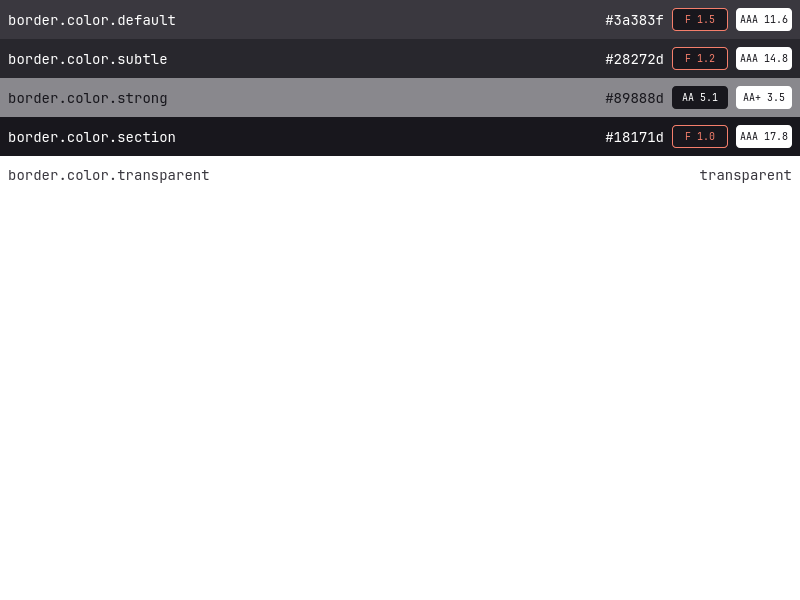 border.color.default #3a383f F 1.5 AAA 11.6
border.color.subtle #28272d F 1.2 AAA 14.8
border.color.strong #89888d AA 5.1 AA+ 3.5
border.color.section #18171d F 1.0 AAA 17.8
border.color.transparent transparent